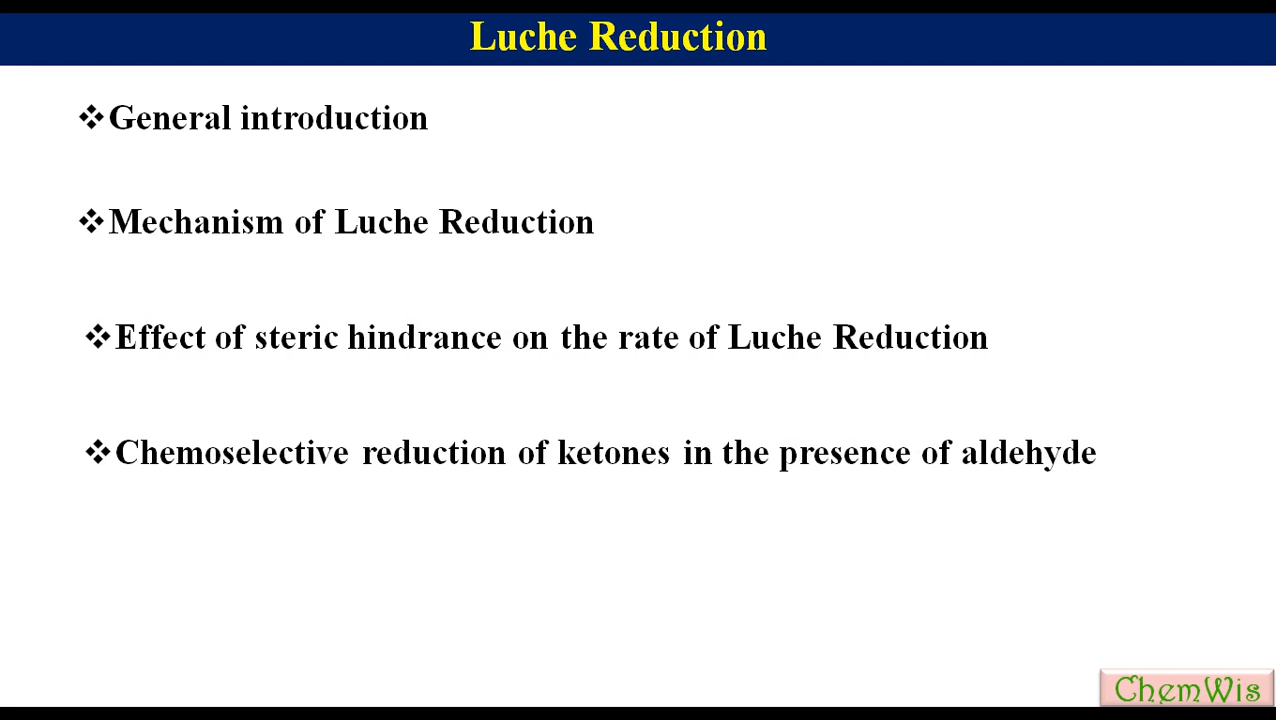 Luche Reduction
❖General introduction
❖Mechanism of Luche Reduction
❖Effect of steric hindrance on the rate of Luche Reduction
❖Chemoselective reduction of ketones in the presence of aldehyde
ChemWis